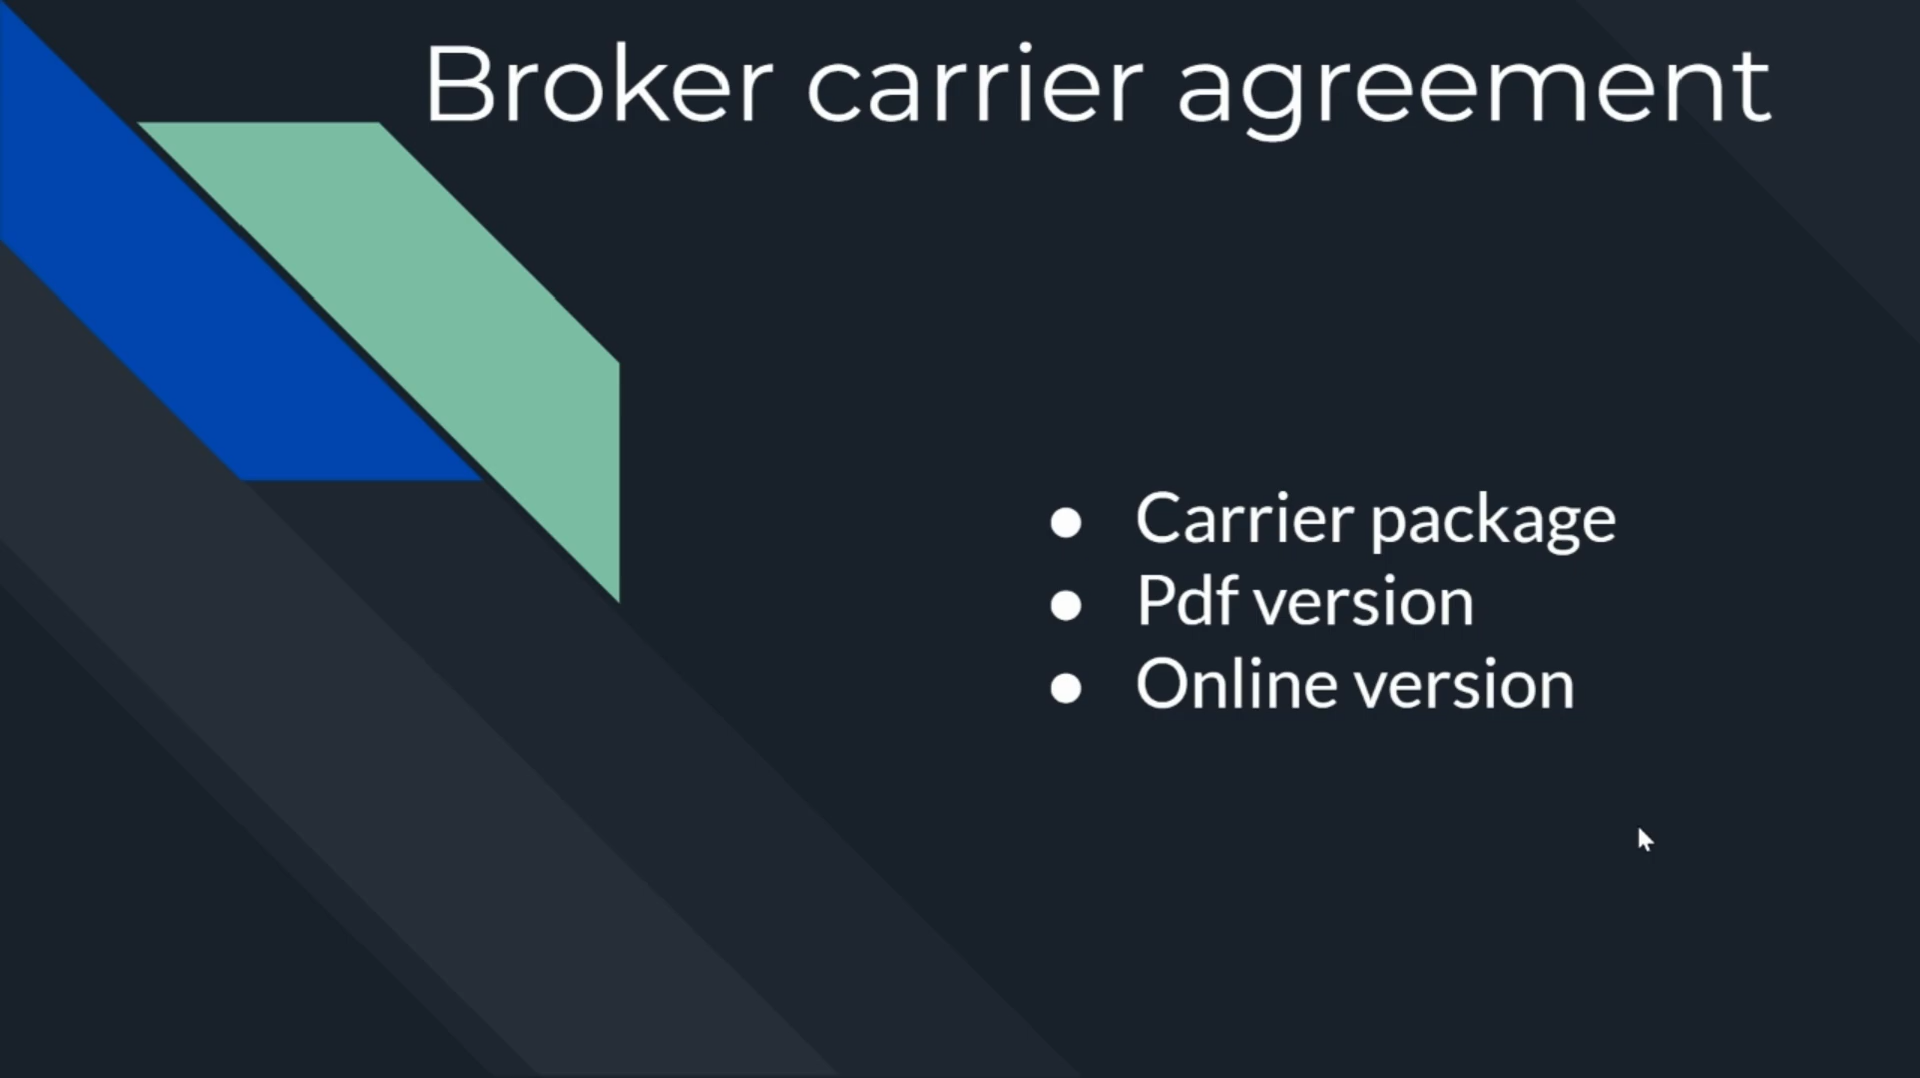 Broker carrier agreement
● Carrier package
● Pdf version
● Online version